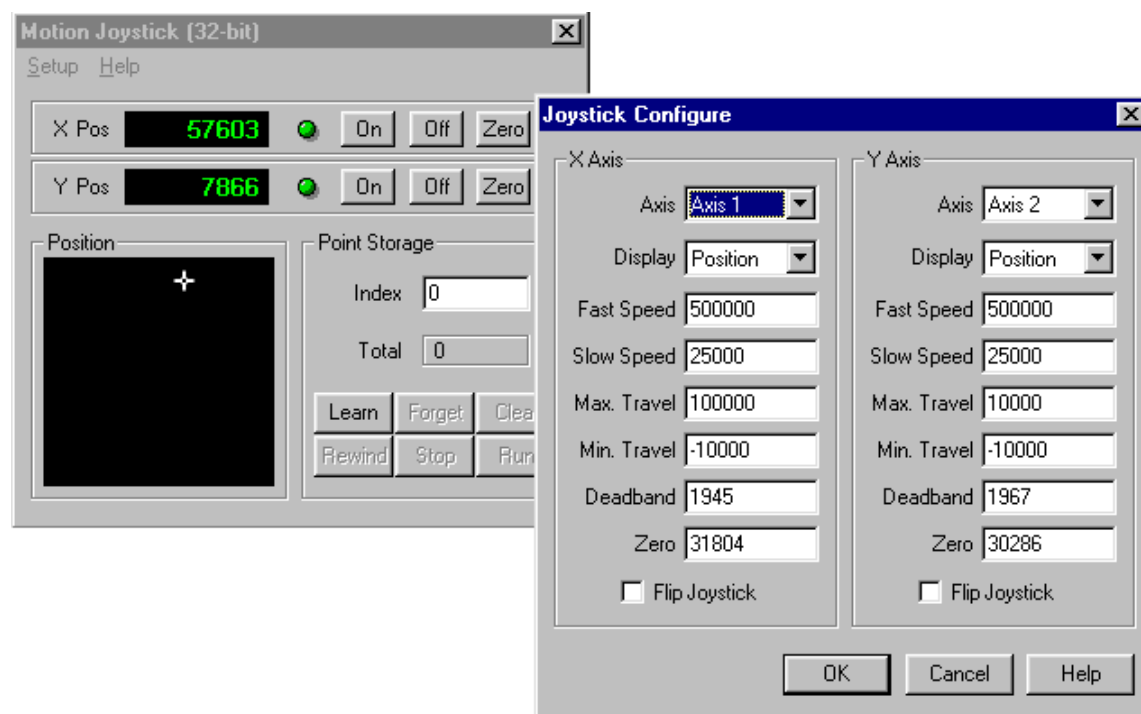 Motion Joystick (32-bit)
Setup Help
X Pos 57603 On Off Zero
Y Pos 7866 On Off Zero
Position
Point Storage
Index 0
Total 0
Learn Forget Clea
Rewind Stop Run
Joystick Configure
X Axis
Axis Axis 1
Display Position
Fast Speed 500000
Slow Speed 25000
Max. Travel 100000
Min. Travel -10000
Deadband 1945
Zero 31804
Flip Joystick
Y Axis
Axis Axis 2
Display Position
Fast Speed 500000
Slow Speed 25000
Max. Travel 10000
Min. Travel -10000
Deadband 1967
Zero 30286
Flip Joystick
OK Cancel Help